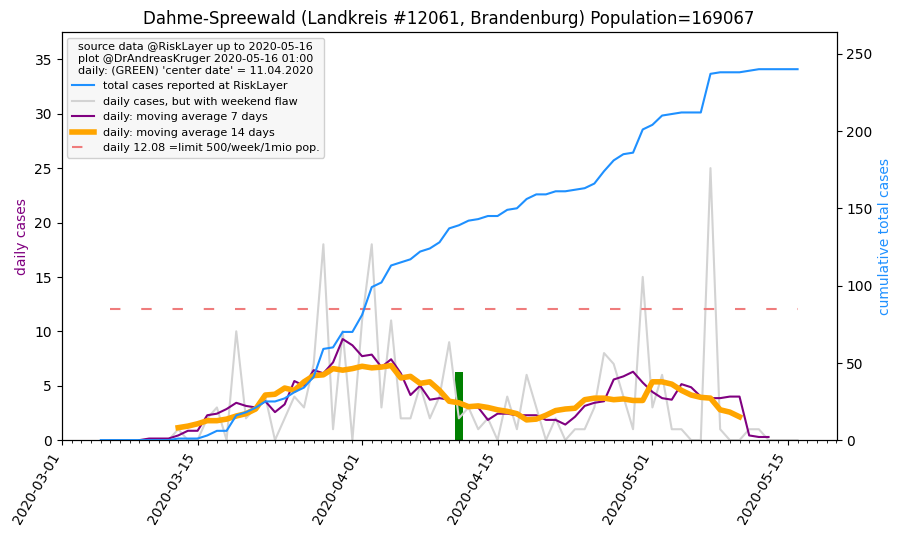 Dahme-Spreewald (Landkreis #12061, Brandenburg) Population=169067
source data @RiskLayer up to 2020-05-16
plot @DrAndreasKruger 2020-05-16 01:00
daily: (GREEN) 'center date' = 11.04.2020
total cases reported at RiskLayer
daily cases, but with weekend flaw
daily: moving average 7 days
daily: moving average 14 days
daily 12.08 =limit 500/week/1mio pop.
daily cases
35
30
25
20
15
10
5
0
cumulative total cases
250
200
150
100
50
0
2020-03-01
2020-03-15
2020-04-01
2020-04-15
2020-05-01
2020-05-15